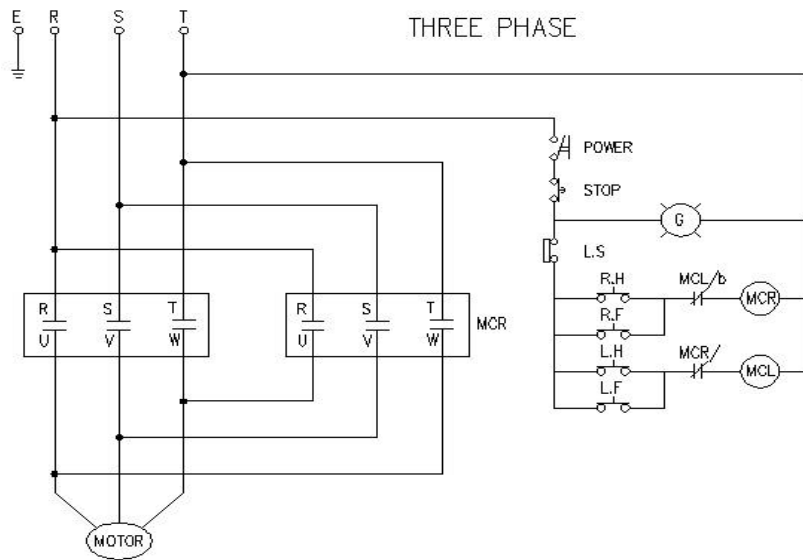 E R S T
THREE PHASE
POWER
STOP
G
L.S
R.H MCL/b MCR
R.F
R S T
U V W
R S T MCR
U V W
L.H MCR/ MCL
L.F
MOTOR